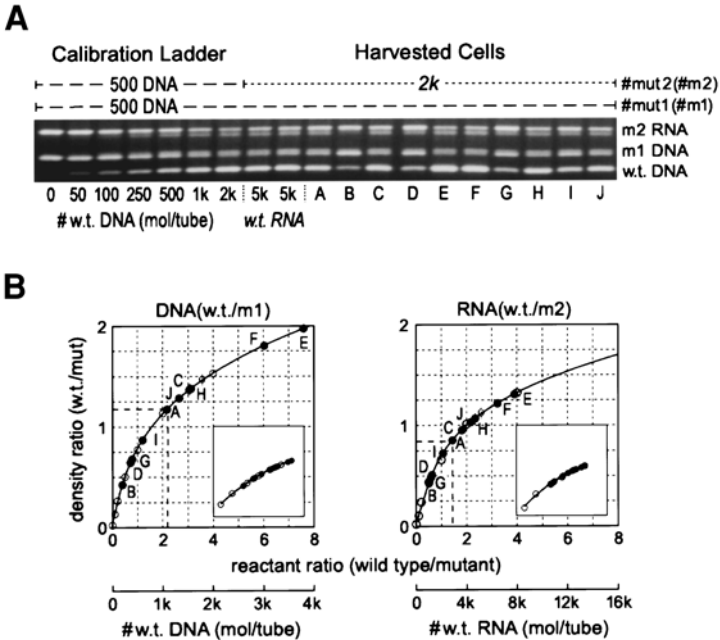 A
Calibration Ladder
Harvested Cells
500 DNA
2k
#mut2(#m2)
500 DNA
#mut1(#m1)
m2 RNA
m1 DNA
w.t. DNA
0 50 100 250 500 1k 2k 5k 5k A B C D E F G H I J
# w.t. DNA (mol/tube)
w.t. RNA
B
DNA(w.t./m1)
RNA(w.t./m2)
density ratio (w.t./mut)
2
1
0
F
E
C
J
H
A
I
G
D
B
0 2 4 6 8
2
1
0
E
F
J
C
H
A
I
D
G
B
0 2 4 6 8
reactant ratio (wild type/mutant)
0 1k 2k 3k 4k
# w.t. DNA (mol/tube)
0 4k 8k 12k 16k
# w.t. RNA (mol/tube)